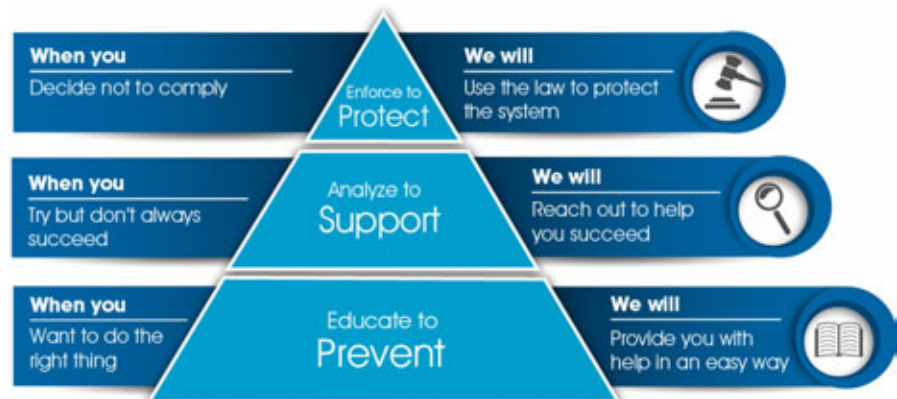 When you
Decide not to comply
Enforce to
Protect
We will
Use the law to protect
the system
When you
Try but don't always
succeed
Analyze to
Support
We will
Reach out to help
you succeed
When you
Want to do the
right thing
Educate to
Prevent
We will
Provide you with
help in an easy way